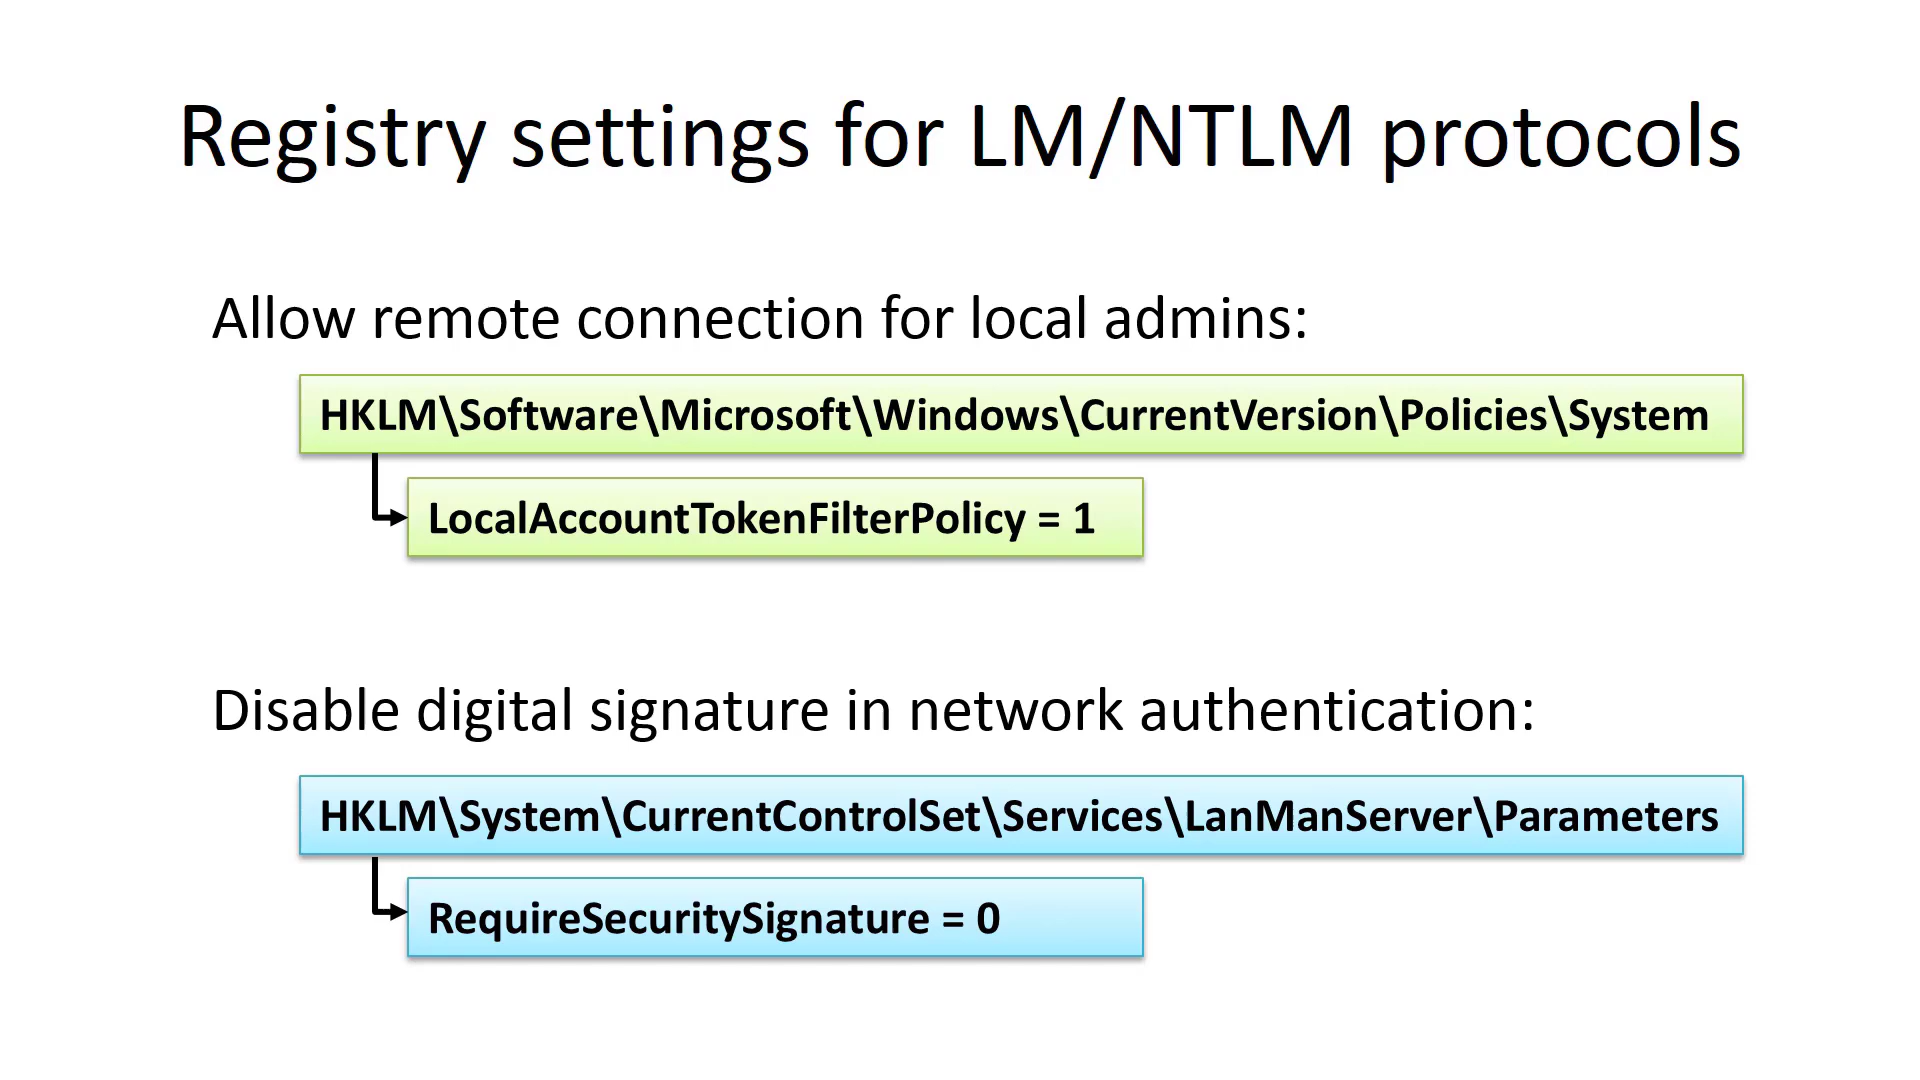 Registry settings for LM/NTLM protocols
Allow remote connection for local admins:
HKLM\Software\Microsoft\Windows\CurrentVersion\Policies\System
LocalAccountTokenFilterPolicy = 1
Disable digital signature in network authentication:
HKLM\System\CurrentControlSet\Services\LanManServer\Parameters
RequireSecuritySignature = 0